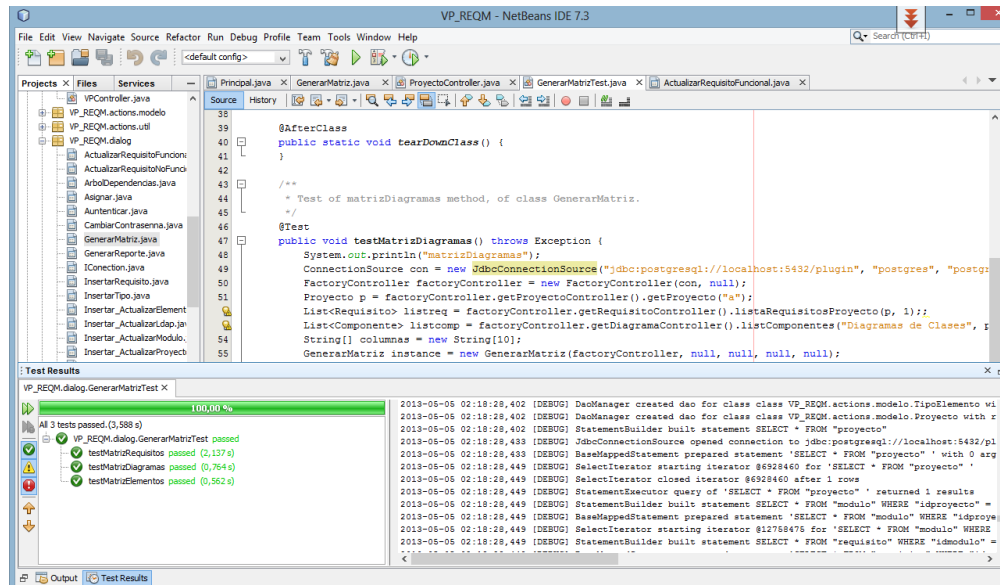 VP_REQM - NetBeans IDE 7.3
File Edit View Navigate Source Refactor Run Debug Profile Team Tools Window Help
Search (Ctrl+I)
<default config>
Projects Files Services
Principal.java GenerarMatriz.java ProyectoController.java GenerarMatrizTest.java ActualizarRequisitoFuncional.java
Source History
VPController.java
VP_REQM.actions.modelo
VP_REQM.actions.util
VP_REQM.dialog
ActualizarRequisitoFunciona
ActualizarRequisitoNoFunci
ArbolDependencias.java
Asignar.java
Auntenticar.java
CambiarContrasenna.java
GenerarMatriz.java
GenerarReporte.java
IConection.java
InsertarRequisito.java
InsertarTipo.java
Insertar_ActualizarElement
Insertar_ActualizarLdap.jav
Insertar_ActualizarModulo.
Insertar_ActualizarProyect
38
39 @AfterClass
40 public static void tearDownClass() {
41 }
42
43 /**
44 * Test of matrizDiagramas method, of class GenerarMatriz.
45 */
46 @Test
47 public void testMatrizDiagramas() throws Exception {
48 System.out.println("matrizDiagramas");
49 ConnectionSource con = new JdbcConnectionSource("jdbc:postgresql://localhost:5432/plugin", "postgres", "postgr
50 FactoryController factoryController = new FactoryController(con, null);
51 Proyecto p = factoryController.getProyectoController().getProyecto("a");
List<Requisito> listreq = factoryController.getRequisitoController().listaRequisitosProyecto(p, 1);;
List<Componente> listcomp = factoryController.getDiagramaController().listComponentes("Diagramas de Clases", p
54 String[] columnas = new String[10];
55 GenerarMatriz instance = new GenerarMatriz(factoryController, null, null, null, null);
Test Results
VP_REQM.dialog.GenerarMatrizTest
100,00 %
All 3 tests passed.(3,588 s)
VP_REQM.dialog.GenerarMatrizTest passed
testMatrizRequisitos passed (2,137 s)
testMatrizDiagramas passed (0,764 s)
testMatrizElementos passed (0,562 s)
2013-05-05 02:18:28,402 [DEBUG] DaoManager created dao for class class VP_REQM.actions.modelo.TipoElemento wi
2013-05-05 02:18:28,402 [DEBUG] DaoManager created dao for class class VP_REQM.actions.modelo.Proyecto with r
2013-05-05 02:18:28,402 [DEBUG] StatementBuilder built statement SELECT * FROM "proyecto"
2013-05-05 02:18:28,433 [DEBUG] JdbcConnectionSource opened connection to jdbc:postgresql://localhost:5432/pl
2013-05-05 02:18:28,433 [DEBUG] BaseMappedStatement prepared statement 'SELECT * FROM "proyecto" ' with 0 arg
2013-05-05 02:18:28,449 [DEBUG] SelectIterator starting iterator @6928460 for 'SELECT * FROM "proyecto" '
2013-05-05 02:18:28,449 [DEBUG] SelectIterator closed iterator @6928460 after 1 rows
2013-05-05 02:18:28,449 [DEBUG] StatementExecutor query of 'SELECT * FROM "proyecto" ' returned 1 results
2013-05-05 02:18:28,449 [DEBUG] StatementBuilder built statement SELECT * FROM "modulo" WHERE "idproyecto" =
2013-05-05 02:18:28,449 [DEBUG] BaseMappedStatement prepared statement 'SELECT * FROM "modulo" WHERE "idproye
2013-05-05 02:18:28,449 [DEBUG] SelectIterator starting iterator @12758475 for 'SELECT * FROM "modulo" WHERE
2013-05-05 02:18:28,449 [DEBUG] StatementBuilder built statement SELECT * FROM "requisito" WHERE "idmodulo" =
Output Test Results